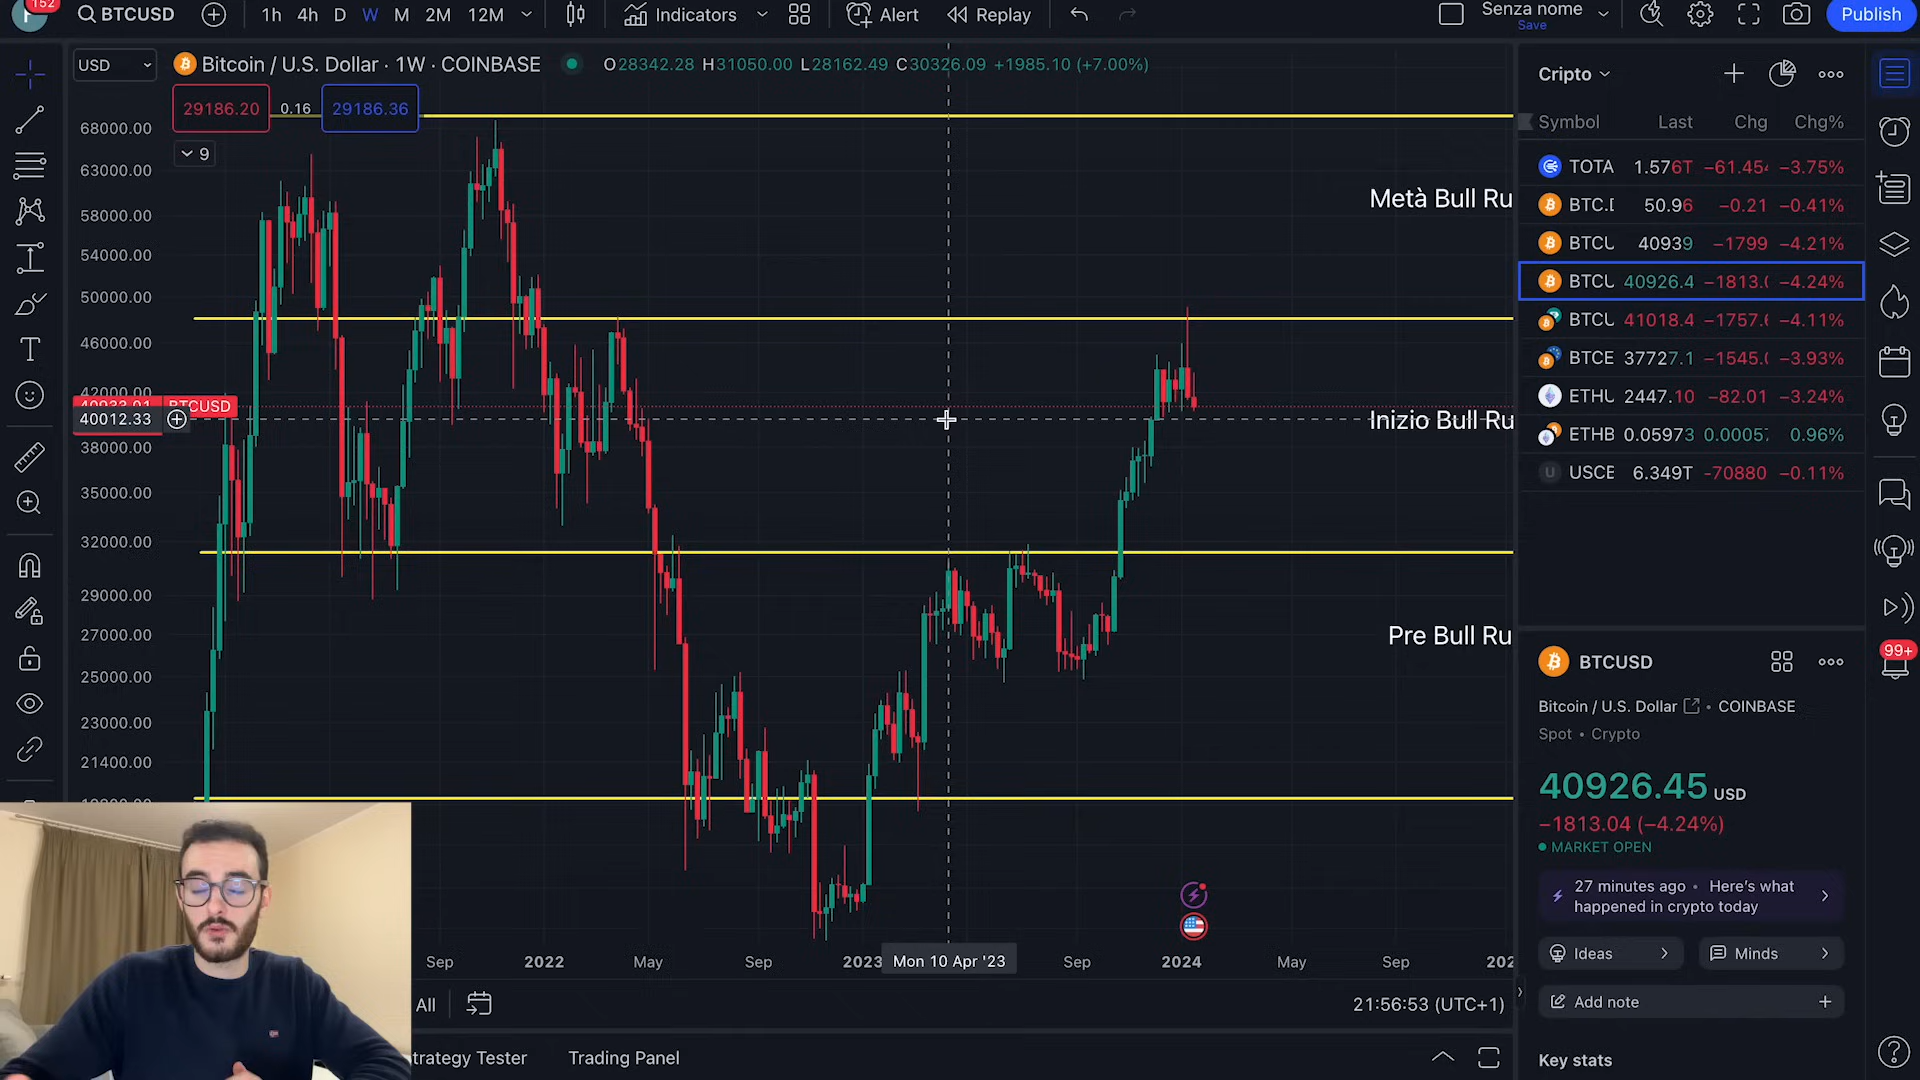 152
BTCUSD
1h 4h D W M 2M 12M
Indicators
Alert
Replay
Senza nome
Save
Publish
USD
Bitcoin / U.S. Dollar · 1W · COINBASE
O28342.28 H31050.00 L28162.49 C30326.09 +1985.10 (+7.00%)
29186.20 0.16 29186.36
9
68000.00
63000.00
58000.00
54000.00
50000.00
46000.00
42000.00
BTCUSD
40012.33
38000.00
35000.00
32000.00
29000.00
27000.00
25000.00
23000.00
21400.00
Metà Bull Ru
Inizio Bull Ru
Pre Bull Ru
Sep 2022 May Sep 2023 Mon 10 Apr '23 Sep 2024 May Sep 202
All
21:56:53 (UTC+1)
trategy Tester
Trading Panel
Cripto
Symbol Last Chg Chg%
TOTA 1.576T −61.454 −3.75%
BTC.D 50.96 −0.21 −0.41%
BTCU 40939 −1799 −4.21%
BTCU 40926.4 −1813.0 −4.24%
BTCU 41018.4 −1757.6 −4.11%
BTCE 37727.1 −1545.0 −3.93%
ETHU 2447.10 −82.01 −3.24%
ETHB 0.05973 0.00057 0.96%
USCE 6.349T −70880 −0.11%
BTCUSD
Bitcoin / U.S. Dollar • COINBASE
Spot • Crypto
40926.45 USD
−1813.04 (−4.24%)
MARKET OPEN
27 minutes ago • Here's what
happened in crypto today
Ideas
Minds
Add note
Key stats
99+